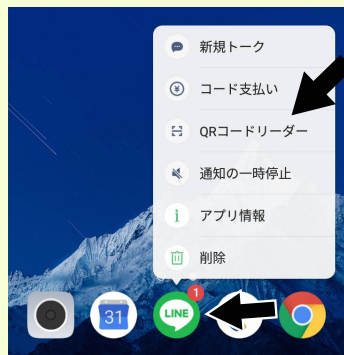 新規トーク
コード支払い
QRコードリーダー
通知の一時停止
アプリ情報
削除
1
31
LINE